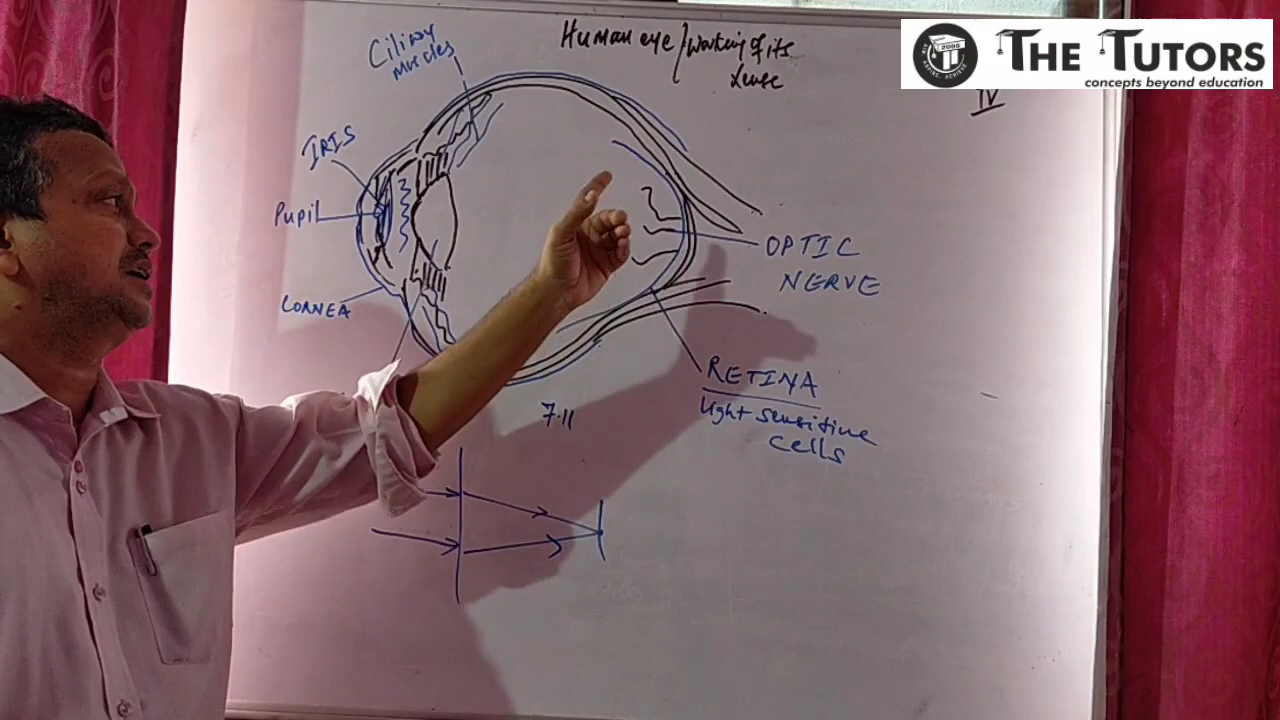 Human eye / Working of its
Lense
THE TUTORS
concepts beyond education
2005
IV
Ciliary
Muscles
IRIS
Pupil
CORNEA
OPTIC
NERVE
RETINA
Light sensitive
Cells
7.11